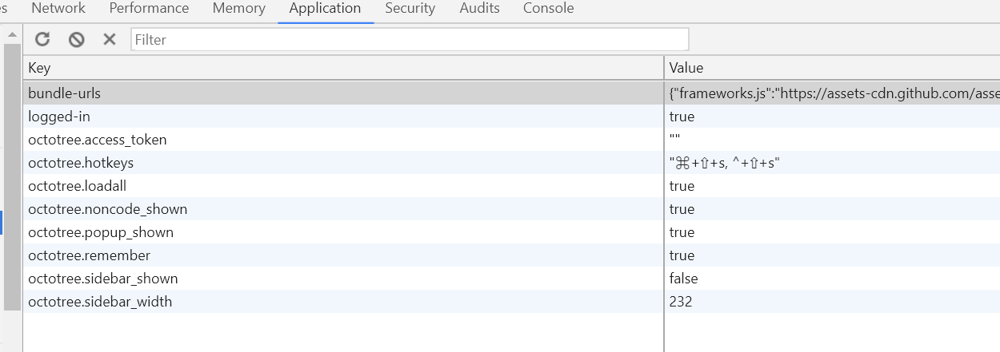 Network Performance Memory Application Security Audits Console
Filter
Key Value
bundle-urls {"frameworks.js":"https://assets-cdn.github.com/asse
logged-in true
octotree.access_token ""
octotree.hotkeys "⌘+⇧+s, ⌃+⇧+s"
octotree.loadall true
octotree.noncode_shown true
octotree.popup_shown true
octotree.remember true
octotree.sidebar_shown false
octotree.sidebar_width 232